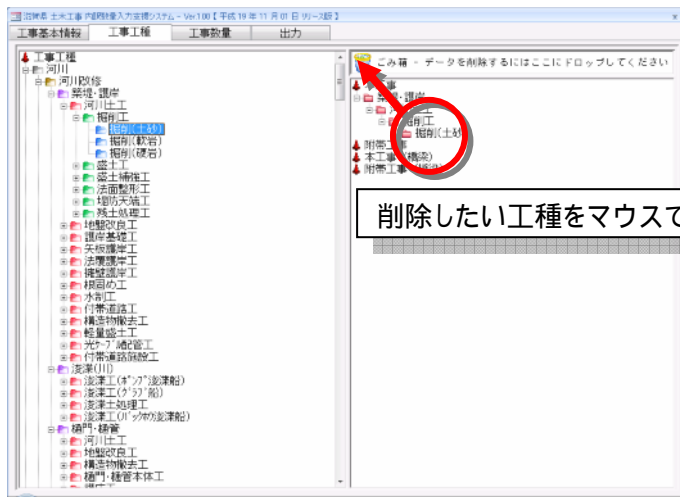 土木工事 内訳数量入力支援システム - Ver.1.00 【 平成 19 年 11 月 01 日 リリース版 】
工事基本情報 工事工種 工事数量 出力
工事工種
河川
河川改修
築堤・護岸
河川土工
掘削工
掘削(土砂)
掘削(軟岩)
掘削(硬岩)
盛土工
盛土補強工
法面整形工
堤防天端工
残土処理工
地盤改良工
護岸基礎工
矢板護岸工
法覆護岸工
擁壁護岸工
根固め工
水制工
付帯道路工
構造物撤去工
軽量盛土工
光ケーブル配管工
付帯道路施設工
浚渫(川)
浚渫工(ポンプ浚渫船)
浚渫工(グラブ船)
浚渫土処理工
浚渫工(バックホウ浚渫船)
樋門・樋管
河川土工
地盤改良工
構造物撤去工
樋門・樋管本体工
護床工
ごみ箱 - データを削除するにはここにドロップしてください
築堤・護岸
掘削工
掘削(土砂
附帯工事
本工事(橋梁)
附帯工事
削除したい工種をマウスで